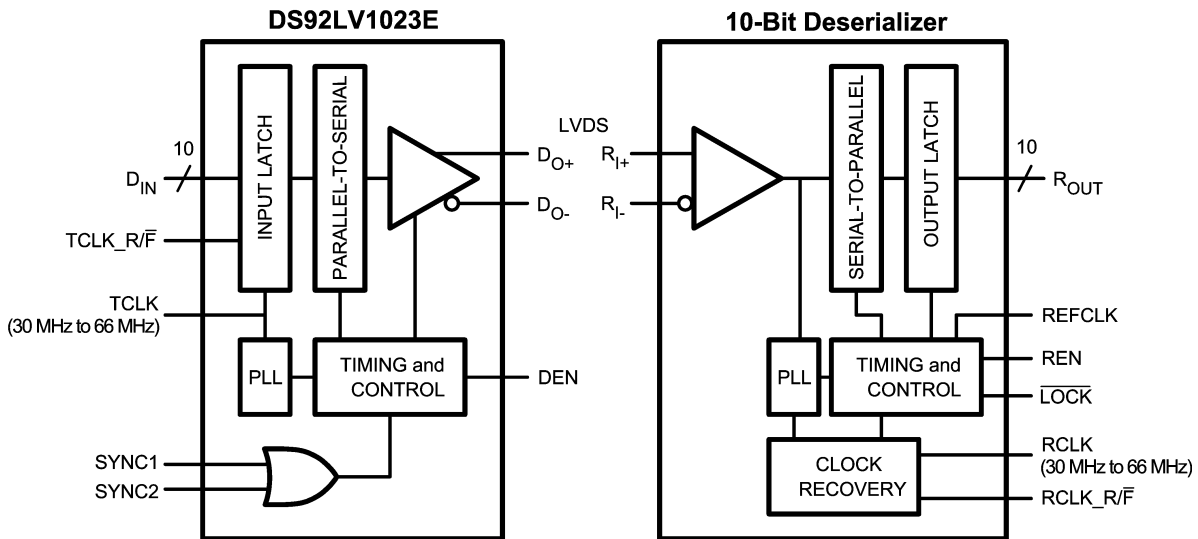 DS92LV1023E
10-Bit Deserializer
INPUT LATCH
PARALLEL-TO-SERIAL
10
D_IN
TCLK_R/F̅
TCLK
(30 MHz to 66 MHz)
PLL
TIMING and
CONTROL
DEN
SYNC1
SYNC2
LVDS
D_O+
D_O-
R_I+
R_I-
SERIAL-TO-PARALLEL
OUTPUT LATCH
10
R_OUT
REFCLK
REN
L̅O̅C̅K̅
PLL
TIMING and
CONTROL
CLOCK
RECOVERY
RCLK
(30 MHz to 66 MHz)
RCLK_R/F̅